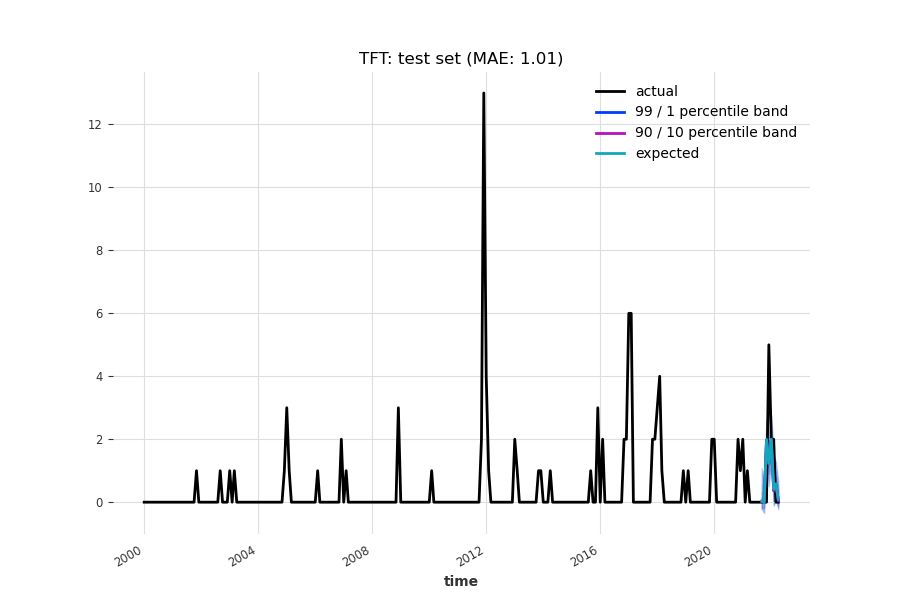 TFT: test set (MAE: 1.01)
actual
99 / 1 percentile band
90 / 10 percentile band
expected
12
10
8
6
4
2
0
2000
2004
2008
2012
2016
2020
time